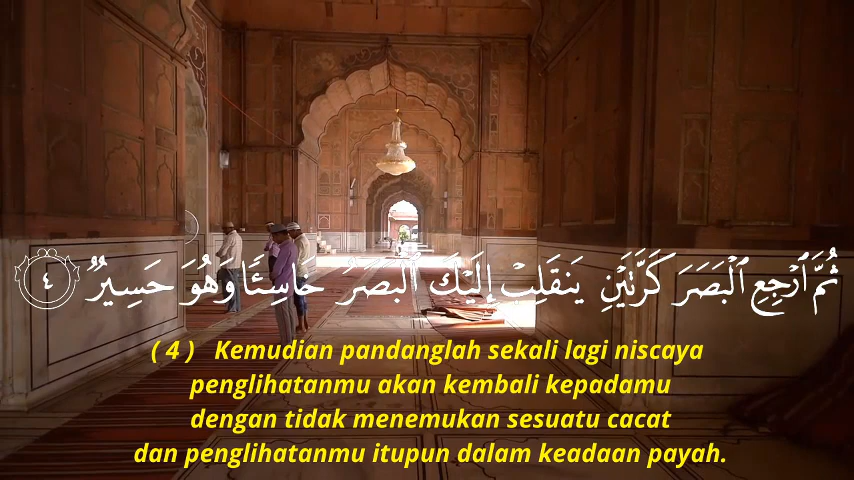 ثُمَّ ٱرْجِعِ ٱلْبَصَرَ كَرَّتَيْنِ يَنقَلِبْ إِلَيْكَ ٱلْبَصَرُ خَاسِئًا وَهُوَ حَسِيرٌ ٤
( 4 ) Kemudian pandanglah sekali lagi niscaya
penglihatanmu akan kembali kepadamu
dengan tidak menemukan sesuatu cacat
dan penglihatanmu itupun dalam keadaan payah.